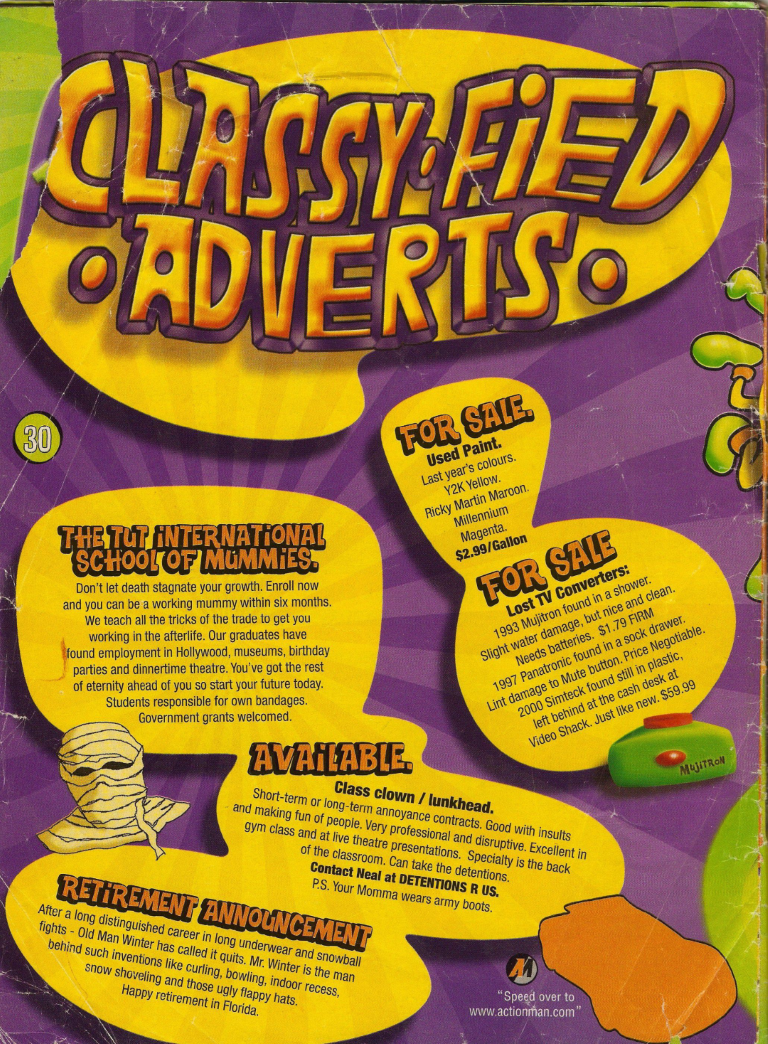 CLASSY•FiED
•ADVERTS•
30
FOR SALE.
Used Paint.
Last year's colours.
Y2K Yellow.
Ricky Martin Maroon.
Millennium
Magenta.
$2.99/Gallon
THE TUT iNTERNATiONAL
SCHOOL OF MUMMiES.
Don't let death stagnate your growth. Enroll now
and you can be a working mummy within six months.
We teach all the tricks of the trade to get you
working in the afterlife. Our graduates have
found employment in Hollywood, museums, birthday
parties and dinnertime theatre. You've got the rest
of eternity ahead of you so start your future today.
Students responsible for own bandages.
Government grants welcomed.
FOR SALE
Lost TV Converters:
1993 Mujitron found in a shower.
Slight water damage, but nice and clean.
Needs batteries. $1.79 FIRM
1997 Panatronic found in a sock drawer.
Lint damage to Mute button. Price Negotiable.
2000 Simteck found still in plastic,
left behind at the cash desk at
Video Shack. Just like new. $59.99
MUJiTRON
AVAiLABLE.
Class clown / lunkhead.
Short-term or long-term annoyance contracts. Good with insults
and making fun of people. Very professional and disruptive. Excellent in
gym class and at live theatre presentations. Specialty is the back
of the classroom. Can take the detentions.
Contact Neal at DETENTIONS R US.
P.S. Your Momma wears army boots.
RETiREMENT ANNOUNCEMENT
After a long distinguished career in long underwear and snowball
fights - Old Man Winter has called it quits. Mr. Winter is the man
behind such inventions like curling, bowling, indoor recess,
snow shoveling and those ugly flappy hats.
Happy retirement in Florida.
AM
"Speed over to
www.actionman.com"